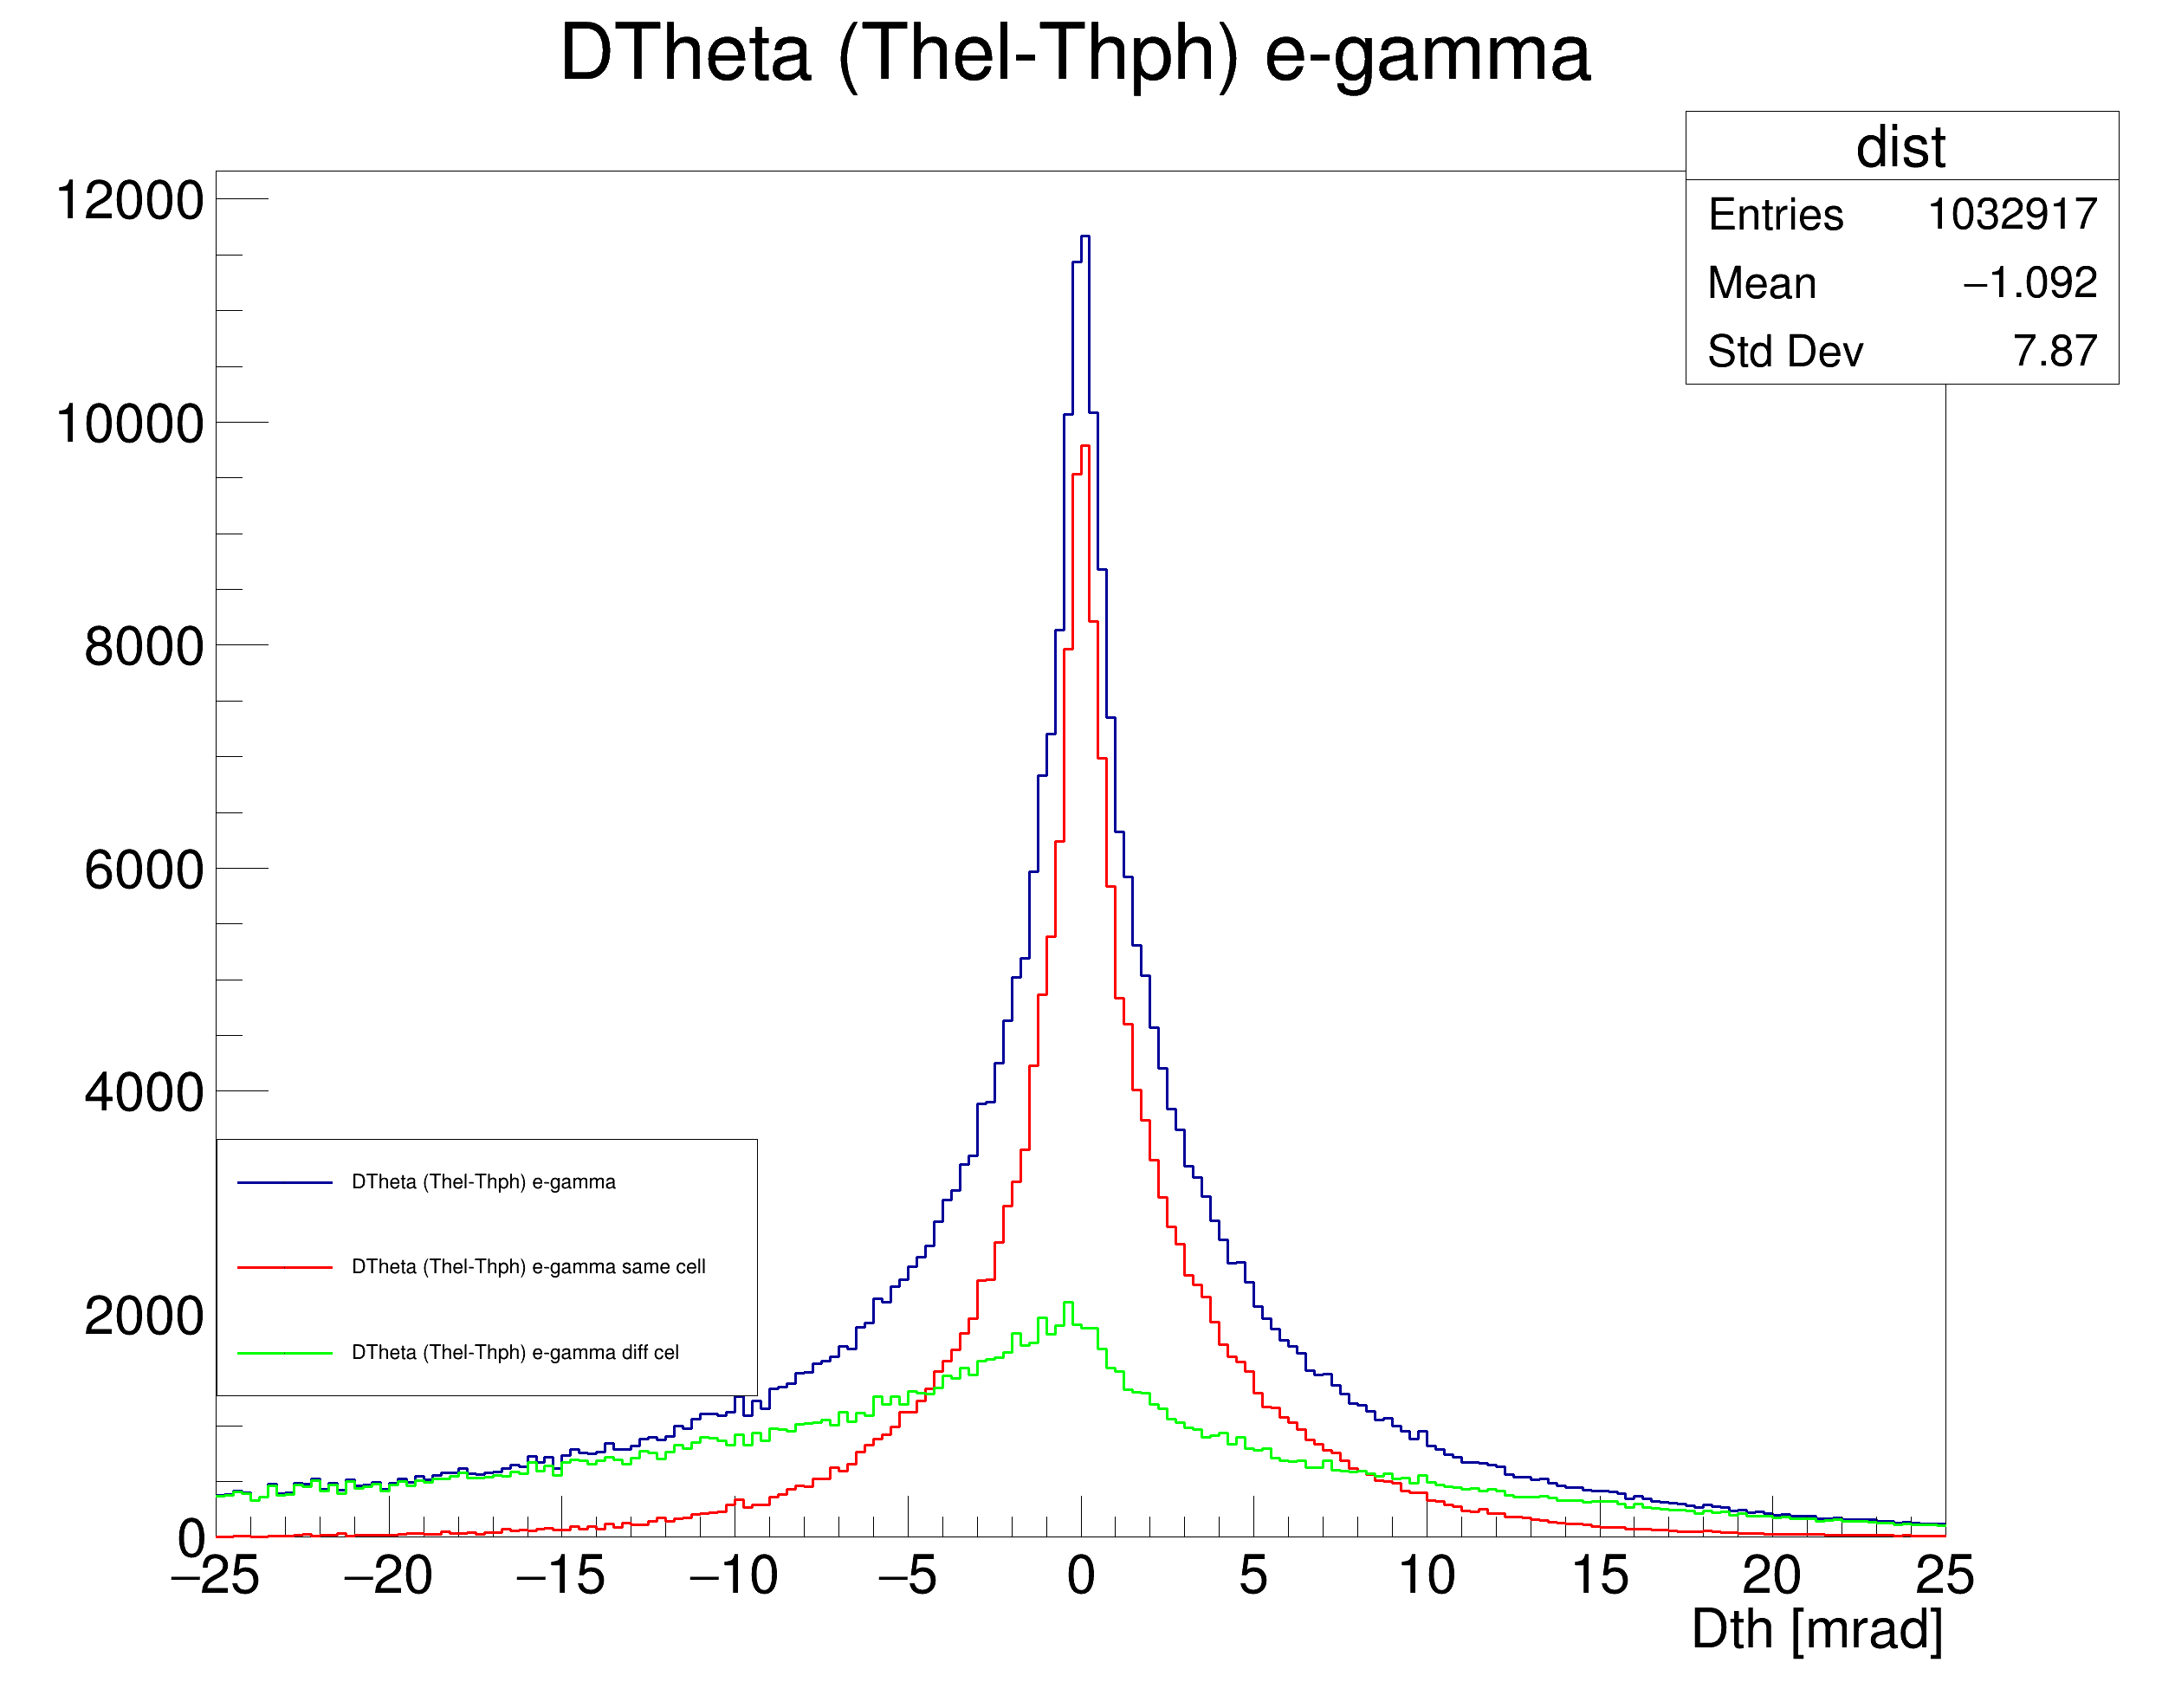 DTheta (Thel-Thph) e-gamma
dist
Entries 1032917
Mean −1.092
Std Dev 7.87
12000
10000
8000
6000
4000
2000
0
DTheta (Thel-Thph) e-gamma
DTheta (Thel-Thph) e-gamma same cell
DTheta (Thel-Thph) e-gamma diff cel
−25 −20 −15 −10 −5 0 5 10 15 20 25
Dth [mrad]